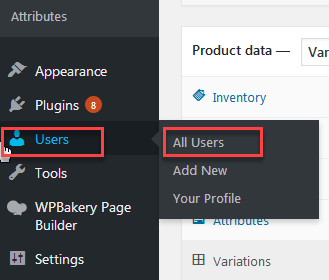 Attributes
Appearance
Plugins 8
Users
Tools
WPBakery Page
Builder
Settings
All Users
Add New
Your Profile
Product data — Var
Inventory
Attributes
Variations